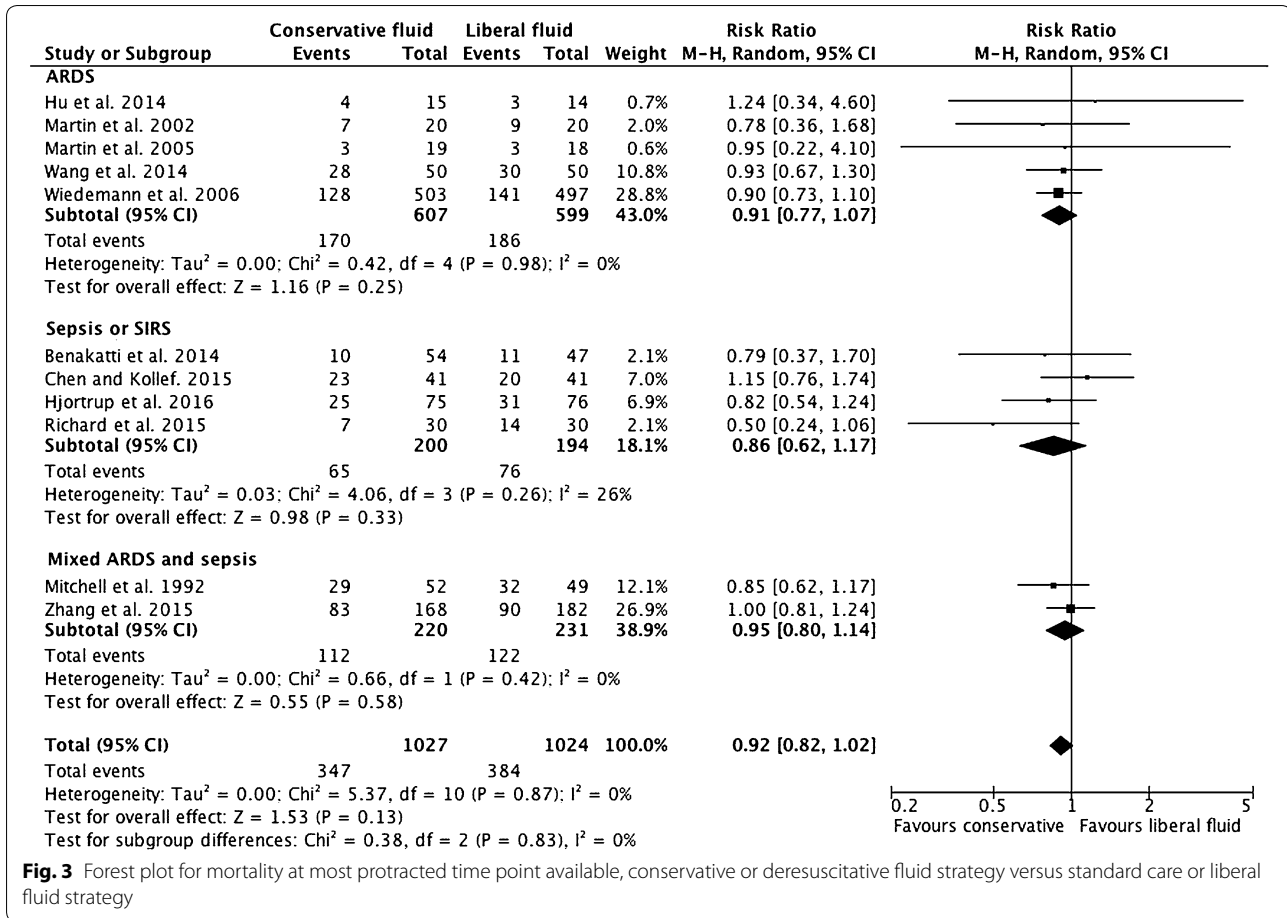 Conservative fluid Liberal fluid Risk Ratio Risk Ratio
Study or Subgroup Events Total Events Total Weight M-H, Random, 95% CI M-H, Random, 95% CI
ARDS
Hu et al. 2014 4 15 3 14 0.7% 1.24 [0.34, 4.60]
Martin et al. 2002 7 20 9 20 2.0% 0.78 [0.36, 1.68]
Martin et al. 2005 3 19 3 18 0.6% 0.95 [0.22, 4.10]
Wang et al. 2014 28 50 30 50 10.8% 0.93 [0.67, 1.30]
Wiedemann et al. 2006 128 503 141 497 28.8% 0.90 [0.73, 1.10]
Subtotal (95% CI) 607 599 43.0% 0.91 [0.77, 1.07]
Total events 170 186
Heterogeneity: Tau² = 0.00; Chi² = 0.42, df = 4 (P = 0.98); I² = 0%
Test for overall effect: Z = 1.16 (P = 0.25)
Sepsis or SIRS
Benakatti et al. 2014 10 54 11 47 2.1% 0.79 [0.37, 1.70]
Chen and Kollef. 2015 23 41 20 41 7.0% 1.15 [0.76, 1.74]
Hjortrup et al. 2016 25 75 31 76 6.9% 0.82 [0.54, 1.24]
Richard et al. 2015 7 30 14 30 2.1% 0.50 [0.24, 1.06]
Subtotal (95% CI) 200 194 18.1% 0.86 [0.62, 1.17]
Total events 65 76
Heterogeneity: Tau² = 0.03; Chi² = 4.06, df = 3 (P = 0.26); I² = 26%
Test for overall effect: Z = 0.98 (P = 0.33)
Mixed ARDS and sepsis
Mitchell et al. 1992 29 52 32 49 12.1% 0.85 [0.62, 1.17]
Zhang et al. 2015 83 168 90 182 26.9% 1.00 [0.81, 1.24]
Subtotal (95% CI) 220 231 38.9% 0.95 [0.80, 1.14]
Total events 112 122
Heterogeneity: Tau² = 0.00; Chi² = 0.66, df = 1 (P = 0.42); I² = 0%
Test for overall effect: Z = 0.55 (P = 0.58)
Total (95% CI) 1027 1024 100.0% 0.92 [0.82, 1.02]
Total events 347 384
Heterogeneity: Tau² = 0.00; Chi² = 5.37, df = 10 (P = 0.87); I² = 0%
Test for overall effect: Z = 1.53 (P = 0.13)
Test for subgroup differences: Chi² = 0.38, df = 2 (P = 0.83), I² = 0%
0.2 0.5 1 2 5
Favours conservative Favours liberal fluid
Fig. 3 Forest plot for mortality at most protracted time point available, conservative or deresuscitative fluid strategy versus standard care or liberal
fluid strategy